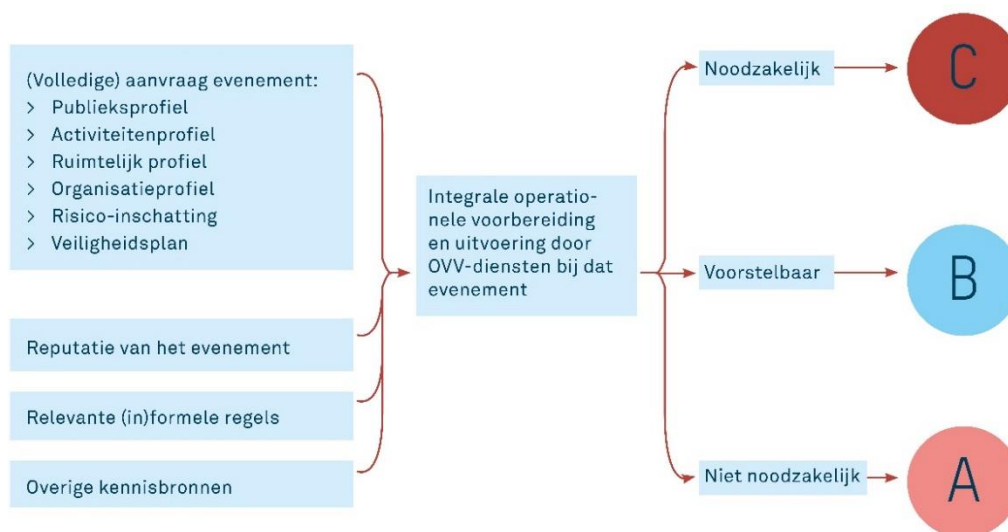 (Volledige) aanvraag evenement:
> Publieksprofiel
> Activiteitenprofiel
> Ruimtelijk profiel
> Organisatieprofiel
> Risico-inschatting
> Veiligheidsplan
Reputatie van het evenement
Relevante (in)formele regels
Overige kennisbronnen
Integrale operatio-
nele voorbereiding
en uitvoering door
OVV-diensten bij dat
evenement
Noodzakelijk
C
Voorstelbaar
B
Niet noodzakelijk
A